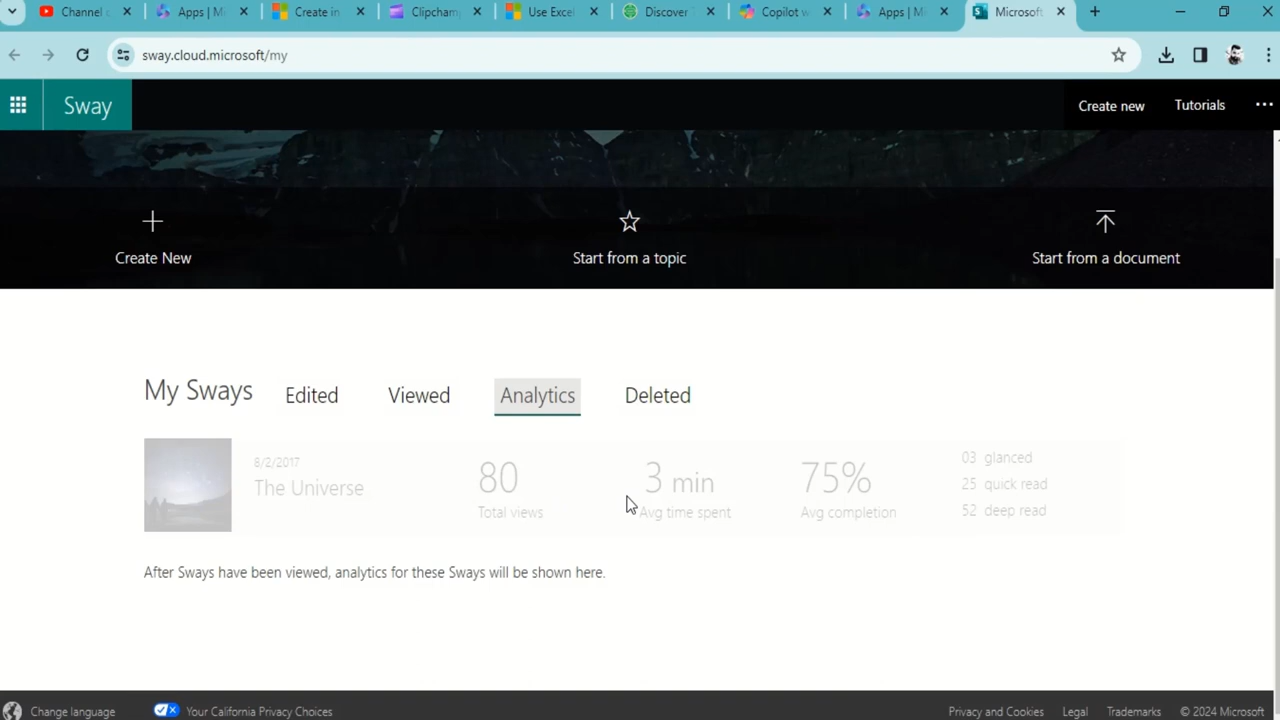 Channel c
Apps | Mi
Create in
Clipcham
Use Excel
Discover
Copilot w
Apps | Mi
Microsoft
sway.cloud.microsoft/my
Sway
Create new
Tutorials
Create New
Start from a topic
Start from a document
My Sways
Edited
Viewed
Analytics
Deleted
8/2/2017
The Universe
80
Total views
3 min
Avg time spent
75%
Avg completion
03 glanced
25 quick read
52 deep read
After Sways have been viewed, analytics for these Sways will be shown here.
Change language
Your California Privacy Choices
Privacy and Cookies
Legal
Trademarks
© 2024 Microsoft